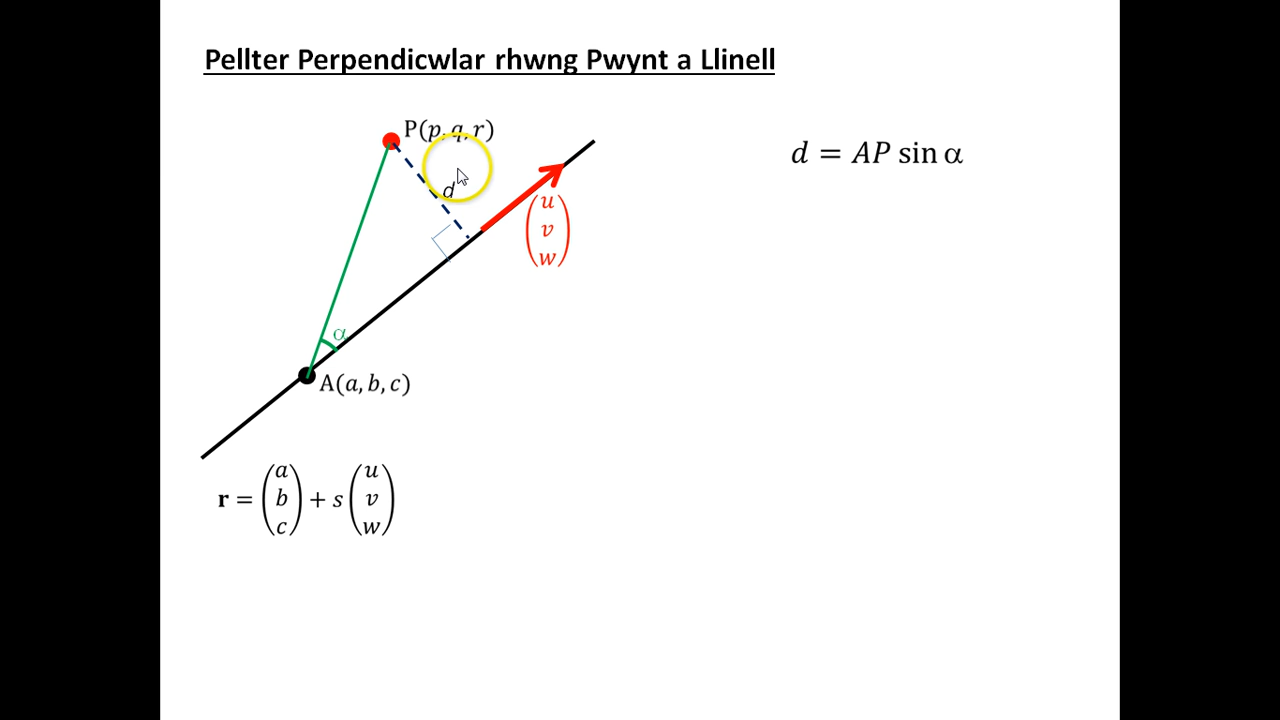 Pellter Perpendicwlar rhwng Pwynt a Llinell
P(p, q, r)
d = AP sin α
d
u
v
w
α
A(a, b, c)
r = (a b c) + s (u v w)